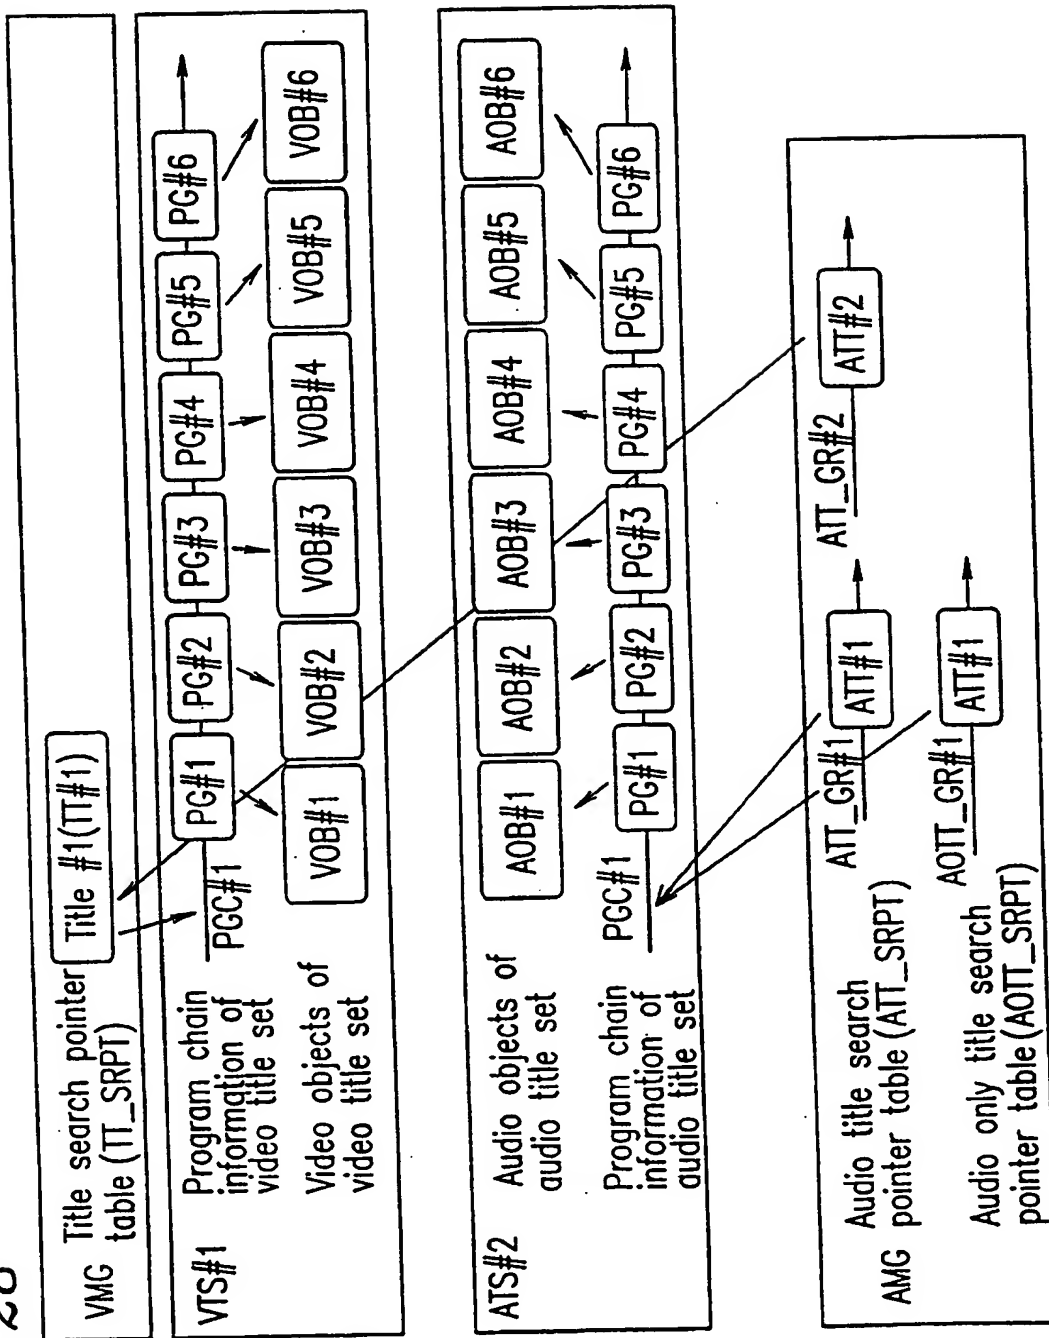 VMG
Title search pointer
table (TT_SRPT)
Title #1(TT#1)
VTS#1
Program chain
information of
video title set
PGC#1
PG#1
PG#2
PG#3
PG#4
PG#5
PG#6
Video objects of
video title set
VOB#1
VOB#2
VOB#3
VOB#4
VOB#5
VOB#6
ATS#2
Audio objects of
audio title set
AOB#1
AOB#2
AOB#3
AOB#4
AOB#5
AOB#6
Program chain
information of
audio title set
PGC#1
PG#1
PG#2
PG#3
PG#4
PG#5
PG#6
AMG
Audio title search
pointer table (ATT_SRPT)
ATT_GR#1
ATT#1
ATT_GR#2
ATT#2
Audio only title search
pointer table (AOTT_SRPT)
AOTT_GR#1
ATT#1